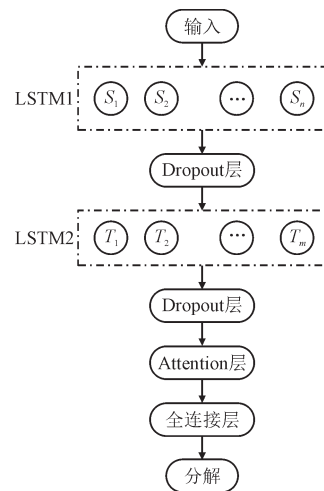 输入
LSTM1 S1 S2 … Sn
Dropout层
LSTM2 T1 T2 … Tm
Dropout层
Attention层
全连接层
分解